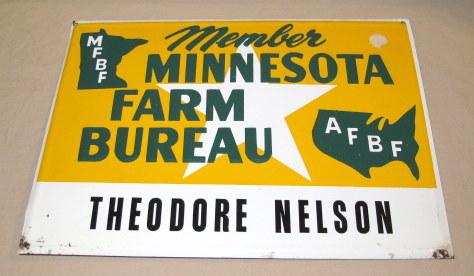 Member
MFBF
MINNESOTA
FARM
BUREAU
AFBF
THEODORE NELSON